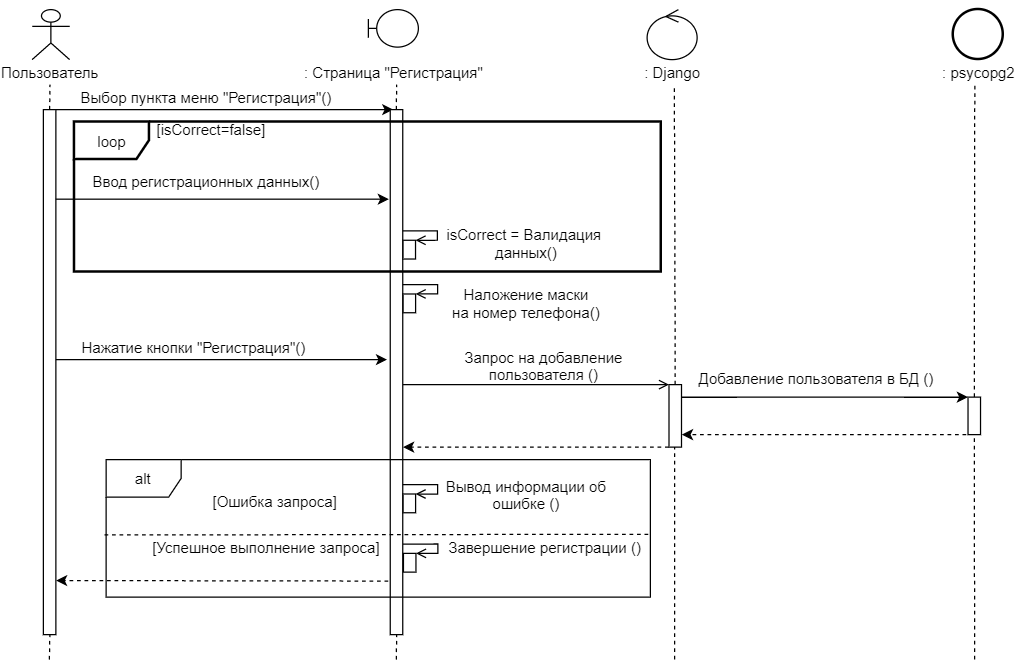 Пользователь
: Страница "Регистрация"
: Django
: psycopg2
Выбор пункта меню "Регистрация"()
loop
[isCorrect=false]
Ввод регистрационных данных()
isCorrect = Валидация
данных()
Наложение маски
на номер телефона()
Нажатие кнопки "Регистрация"()
Запрос на добавление
пользователя ()
Добавление пользователя в БД ()
alt
[Ошибка запроса]
Вывод информации об
ошибке ()
[Успешное выполнение запроса]
Завершение регистрации ()